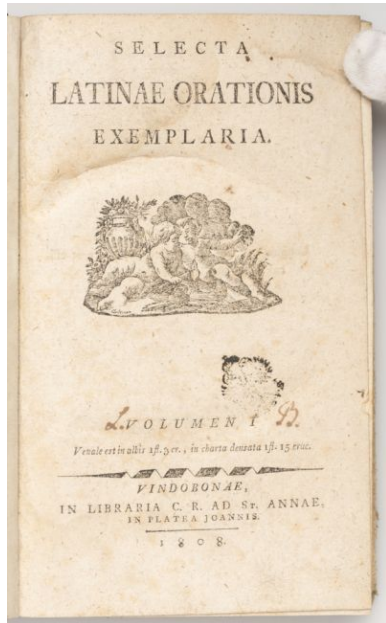 SELECTA
LATINAE ORATIONIS
EXEMPLARIA.
L. VOLUMEN I B.
Venale est in albis 1fl. 3 cr., in charta densata 1fl. 15 cruc.
VINDOBONAE,
IN LIBRARIA C. R. AD St. ANNAE,
IN PLATEA JOANNIS.
1808.